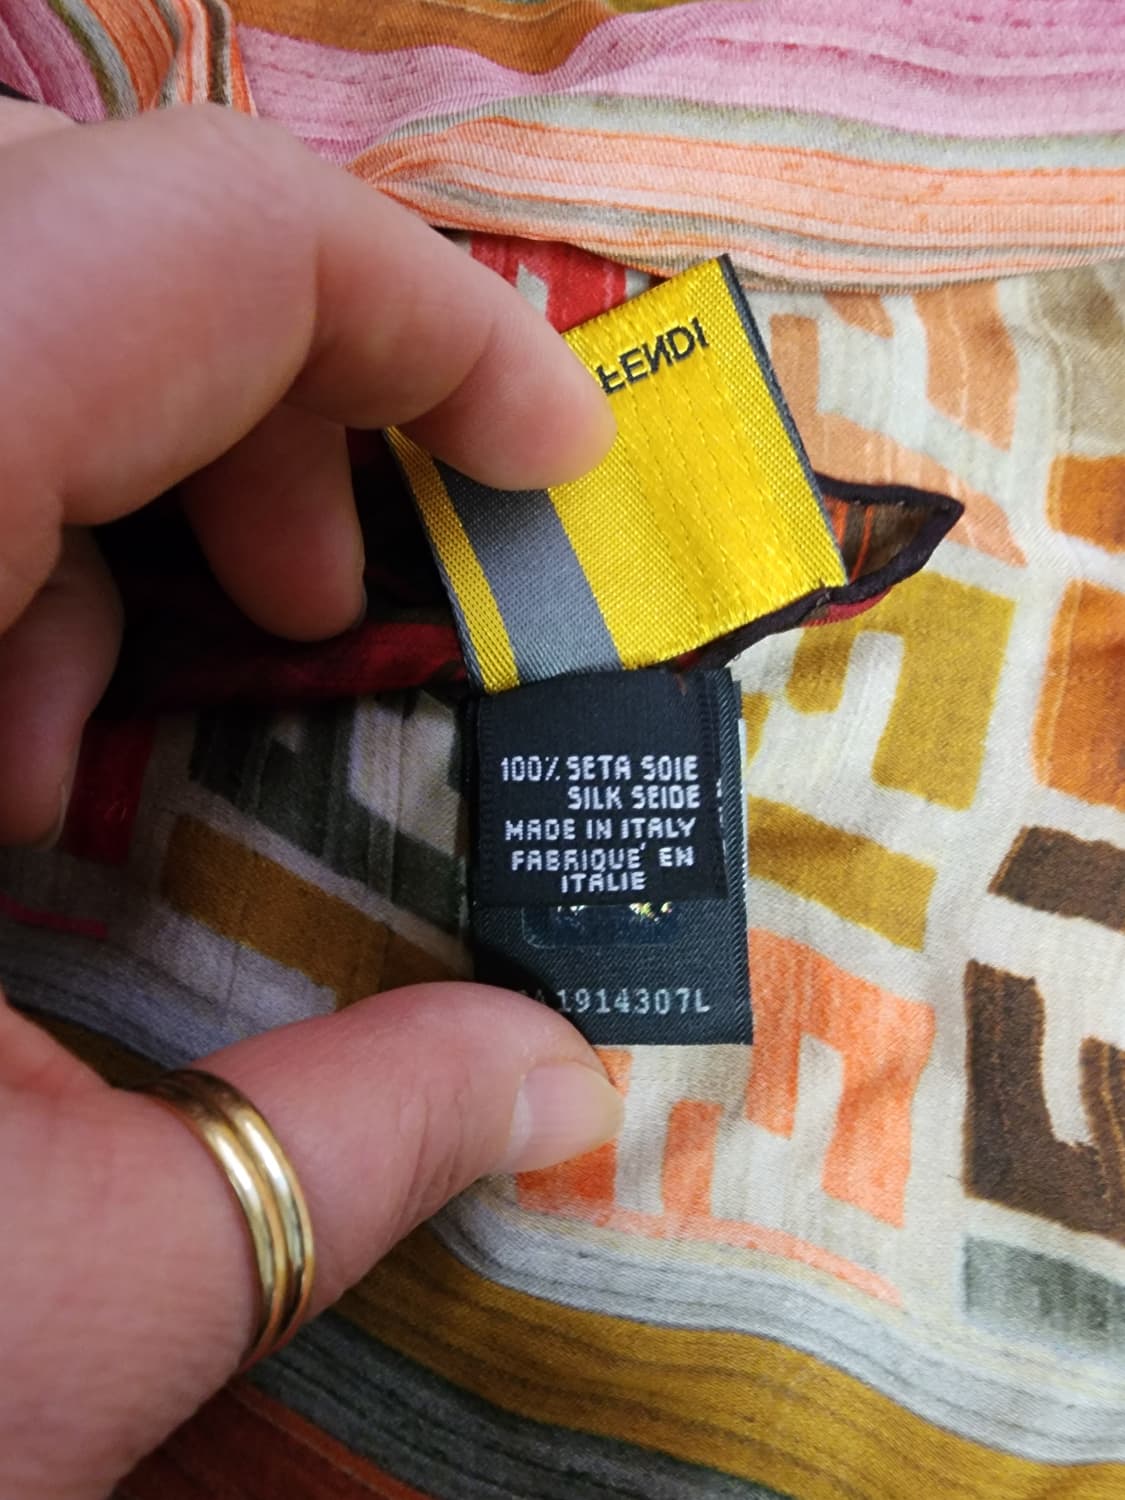 FENDI
100% SETA SOIE
SILK SEIDE
MADE IN ITALY
FABRIQUE' EN
ITALIE
1914307L